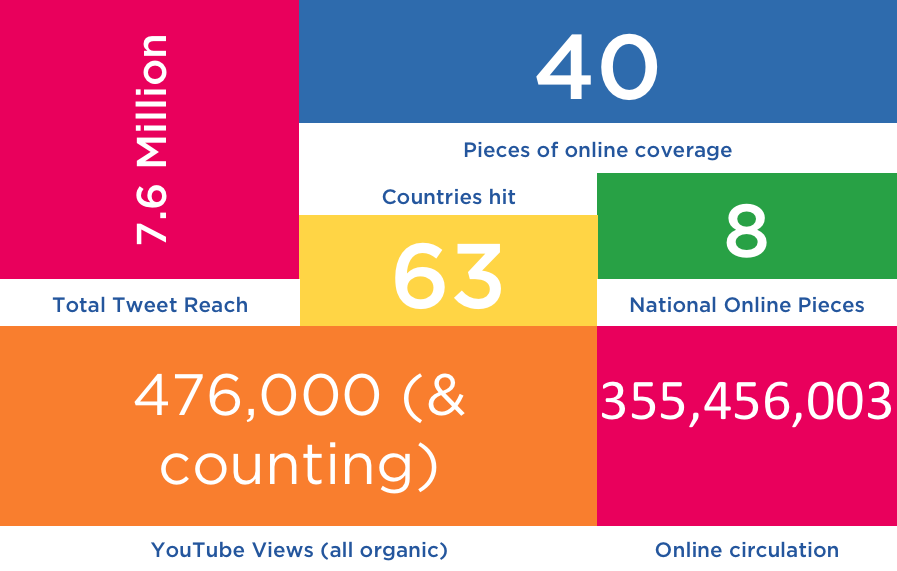 7.6 Million
Total Tweet Reach
40
Pieces of online coverage
Countries hit
63
8
National Online Pieces
476,000 (&
counting)
YouTube Views (all organic)
355,456,003
Online circulation